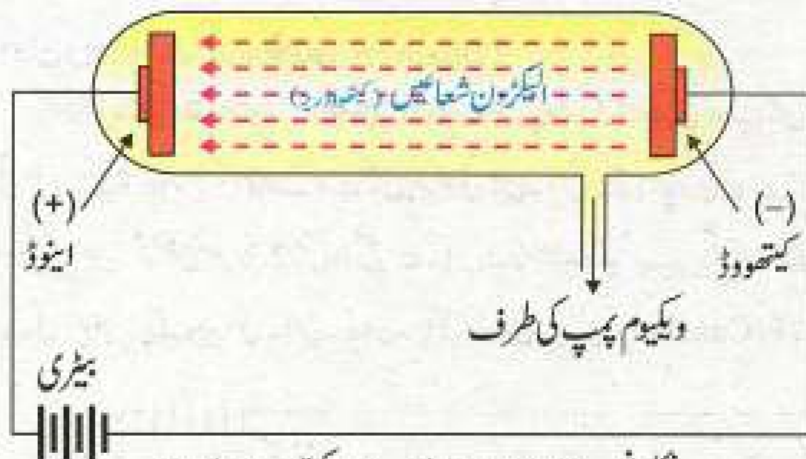 الیکٹرون شعاعیں (کیتھوڈ ریز)
(+)
اینوڈ
(−)
کیتھوڈ
ویکیوم پمپ کی طرف
بیٹری